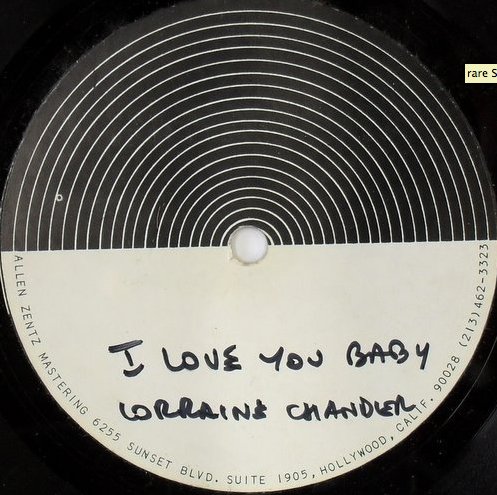 rare S
I LOVE YOU BABY
LORRAINE CHANDLER
ALLEN ZENTZ MASTERING 6255 SUNSET BLVD. SUITE 1905, HOLLYWOOD, CALIF. 90028 (213) 462-3323